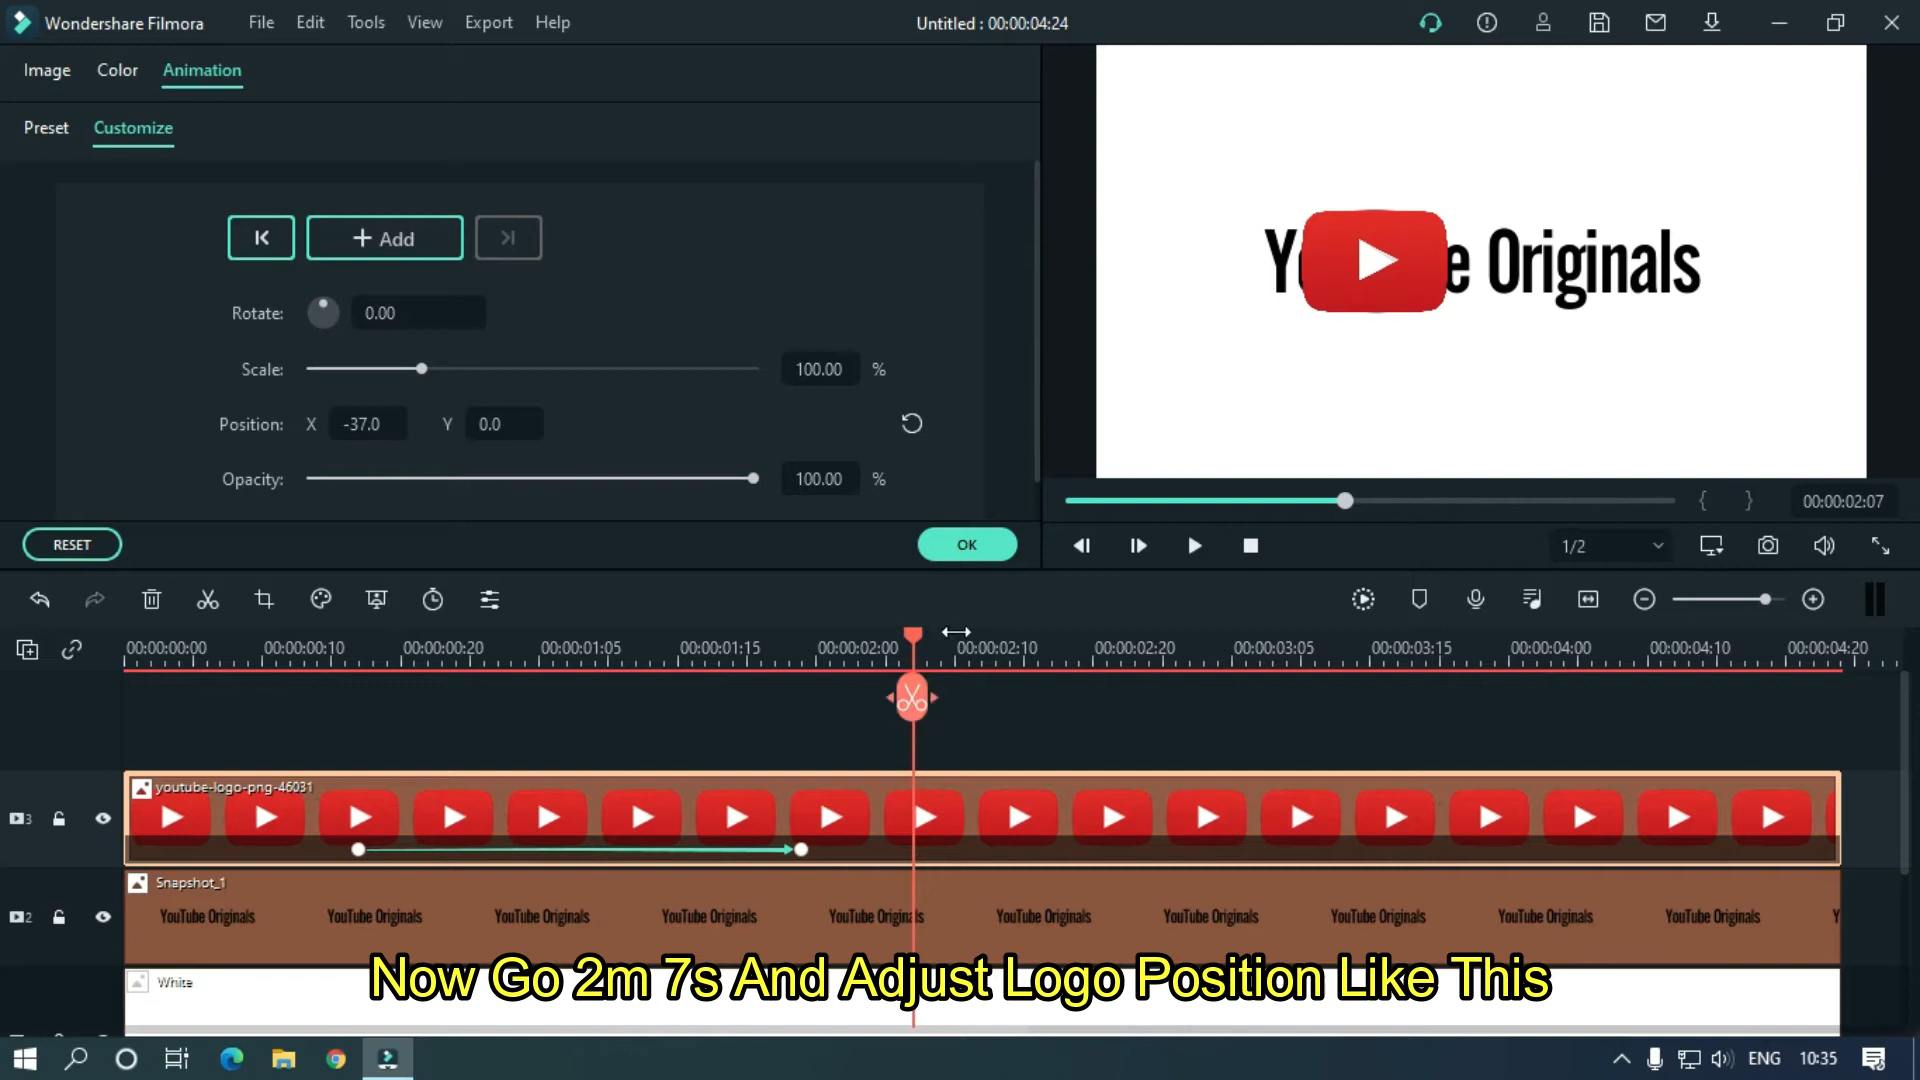 Wondershare Filmora File Edit Tools View Export Help Untitled : 00:00:04:24
Image Color Animation
Preset Customize
+ Add
Rotate: 0.00
Scale: 100.00 %
Position: X -37.0 Y 0.0
Opacity: 100.00 %
RESET OK
e Originals
{ } 00:00:02:07
1/2
00:00:00:00 00:00:00:10 00:00:00:20 00:00:01:05 00:00:01:15 00:00:02:00 00:00:02:10 00:00:02:20 00:00:03:05 00:00:03:15 00:00:04:00 00:00:04:10 00:00:04:20
youtube-logo-png-46031
3
Snapshot_1
2 YouTube Originals YouTube Originals YouTube Originals YouTube Originals YouTube Originals YouTube Originals YouTube Originals YouTube Originals YouTube Originals YouTube Originals Y
White
Now Go 2m 7s And Adjust Logo Position Like This
ENG 10:35